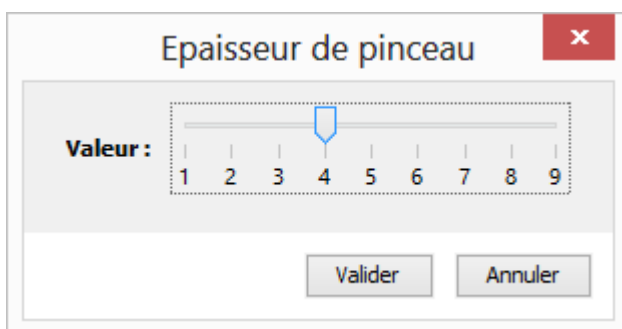 Epaisseur de pinceau
Valeur :
1 2 3 4 5 6 7 8 9
Valider Annuler